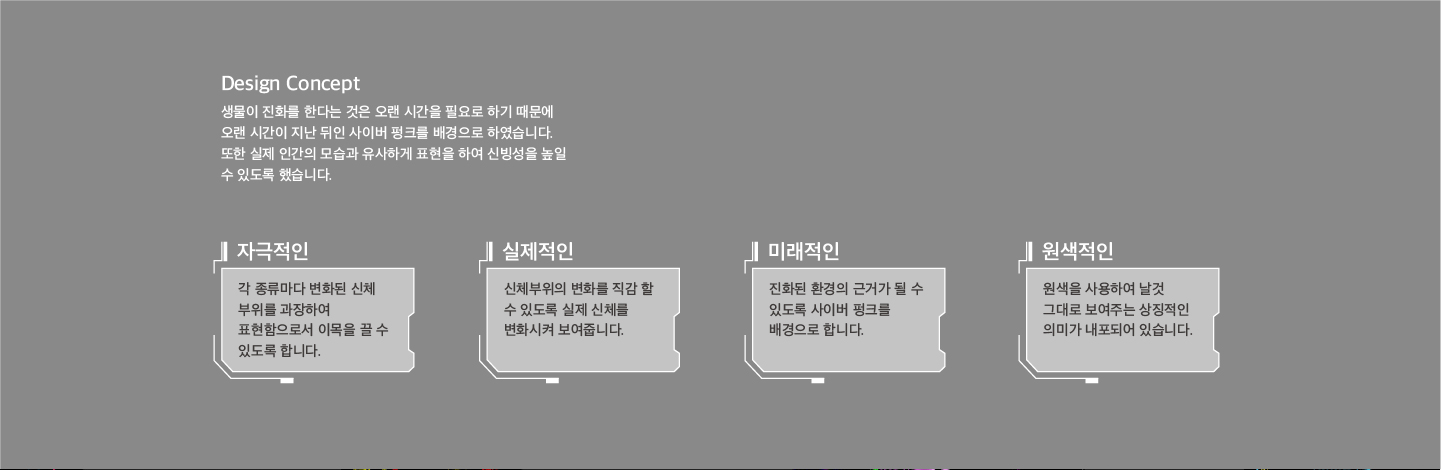 Design Concept
생물이 진화를 한다는 것은 오랜 시간을 필요로 하기 때문에
오랜 시간이 지난 뒤인 사이버 펑크를 배경으로 하였습니다.
또한 실제 인간의 모습과 유사하게 표현을 하여 신빙성을 높일
수 있도록 했습니다.
자극적인
각 종류마다 변화된 신체
부위를 과장하여
표현함으로서 이목을 끌 수
있도록 합니다.
실제적인
신체부위의 변화를 직감 할
수 있도록 실제 신체를
변화시켜 보여줍니다.
미래적인
진화된 환경의 근거가 될 수
있도록 사이버 펑크를
배경으로 합니다.
원색적인
원색을 사용하여 날것
그대로 보여주는 상징적인
의미가 내포되어 있습니다.